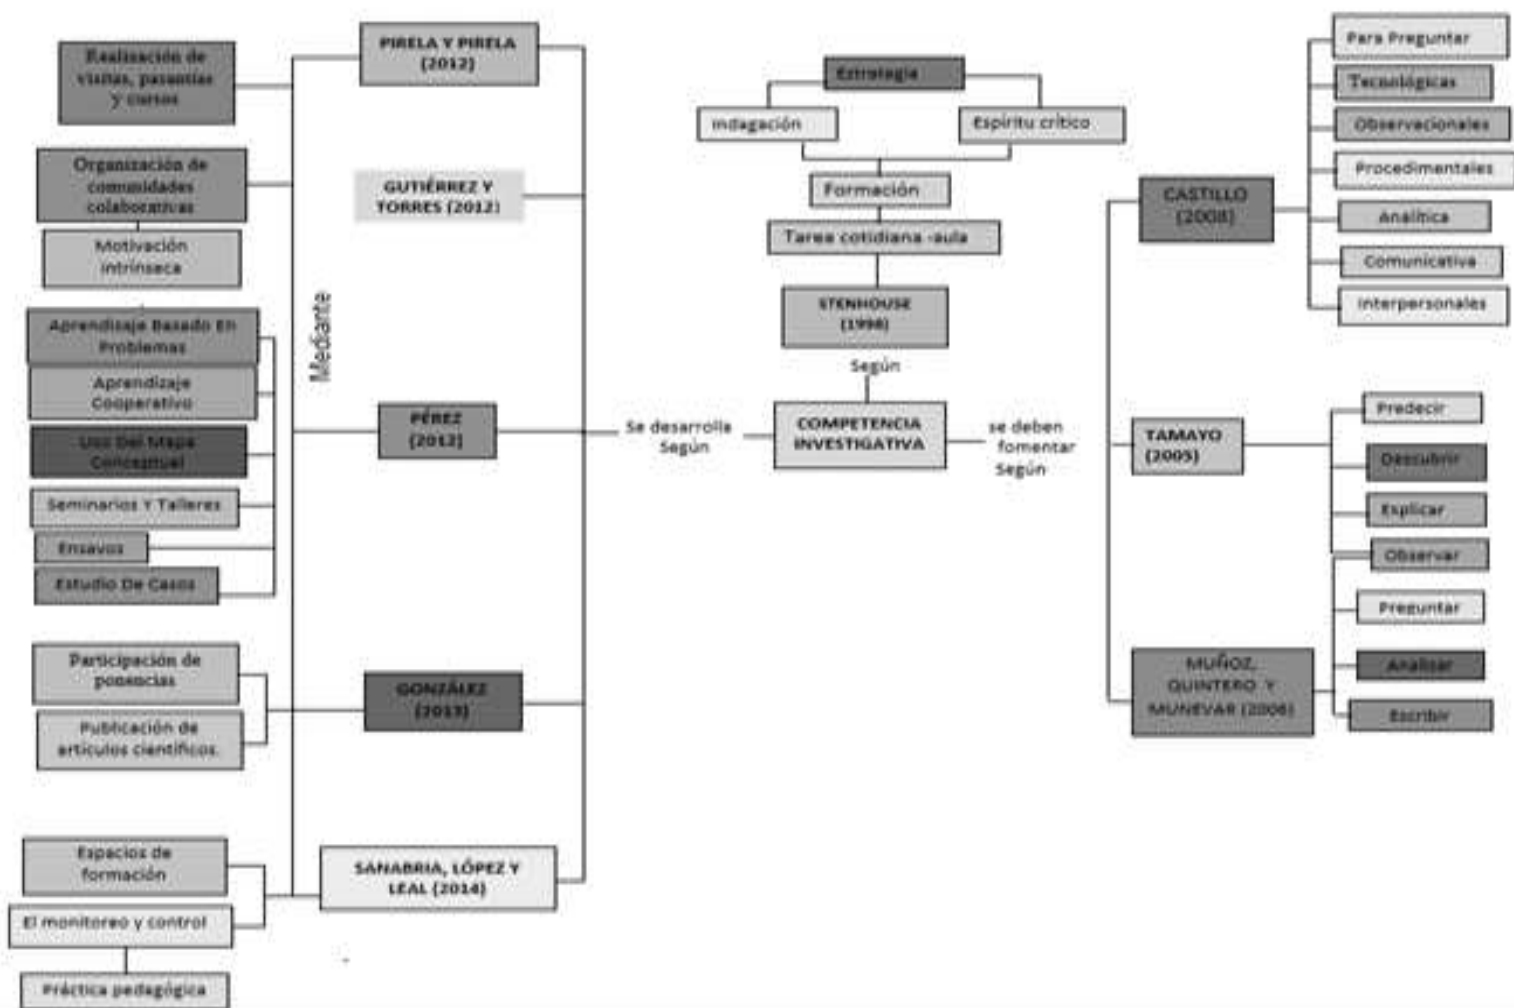 Realización de
visitas, pasantías
y cursos
Organización de
comunidades
colaborativas
Motivación
intrínseca
Aprendizaje Basado En
Problemas
Aprendizaje
Cooperativo
Uso Del Mapa
Conceptual
Seminarios Y Talleres
Ensayos
Estudio De Casos
Participación de
ponencias
Publicación de
artículos científicos.
Espacios de
formación
El monitoreo y control
Práctica pedagógica
Mediante
PIRELA Y PIRELA
(2012)
GUTIÉRREZ Y
TORRES (2012)
PÉREZ
(2012)
GONZÁLEZ
(2013)
SANABRIA, LÓPEZ Y
LEAL (2014)
Se desarrolla
Según
Estrategia
Indagación
Espíritu crítico
Formación
Tarea cotidiana -aula
STENHOUSE
(1998)
Según
COMPETENCIA
INVESTIGATIVA
se deben
fomentar
Según
CASTILLO
(2008)
Para Preguntar
Tecnológicas
Observacionales
Procedimentales
Analítica
Comunicativa
Interpersonales
TAMAYO
(2005)
Predecir
Descubrir
Explicar
Observar
Preguntar
Analizar
Escribir
MUÑOZ,
QUINTERO Y
MUNEVAR (2006)